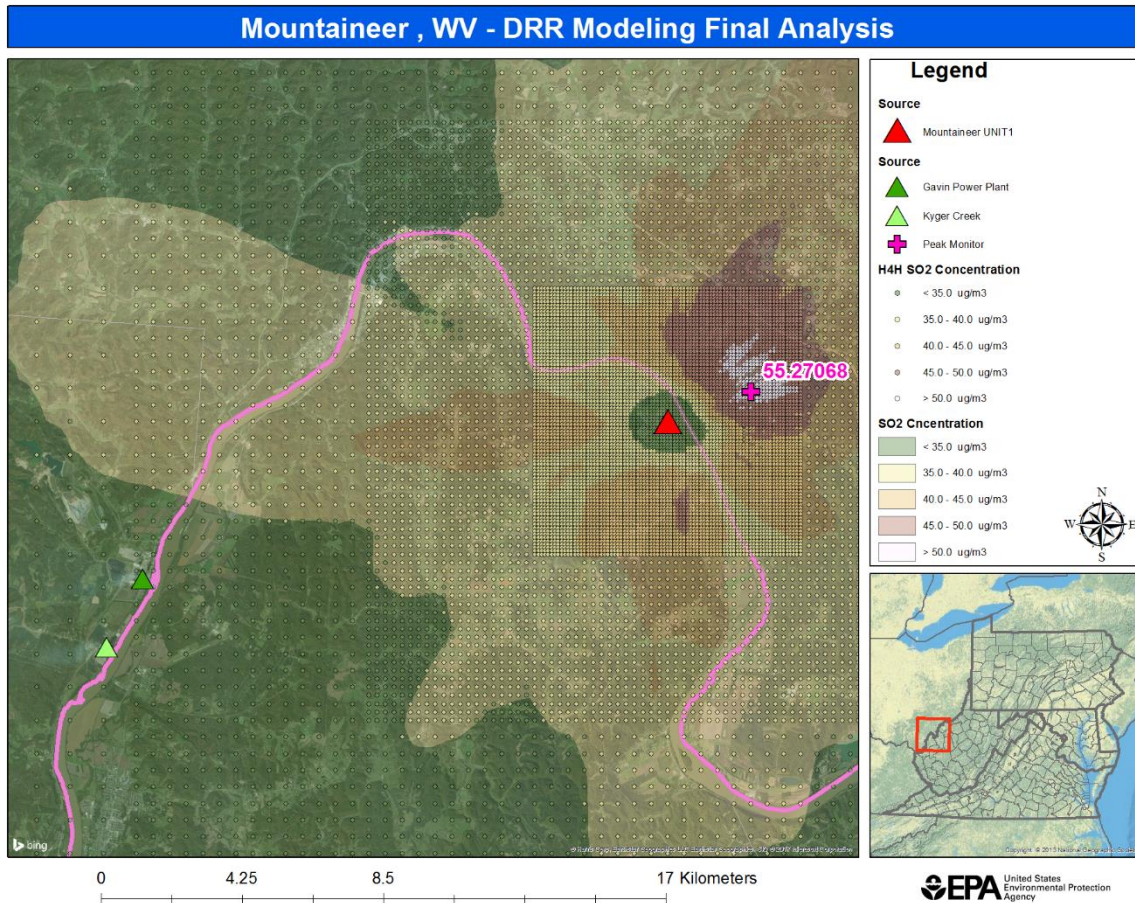 Mountaineer , WV - DRR Modeling Final Analysis
55.27068
bing
Legend
Source
Mountaineer UNIT1
Source
Gavin Power Plant
Kyger Creek
Peak Monitor
H4H SO2 Concentration
< 35.0 ug/m3
35.0 - 40.0 ug/m3
40.0 - 45.0 ug/m3
45.0 - 50.0 ug/m3
> 50.0 ug/m3
SO2 Cncentration
< 35.0 ug/m3
35.0 - 40.0 ug/m3
40.0 - 45.0 ug/m3
45.0 - 50.0 ug/m3
> 50.0 ug/m3
N
W E
S
Copyright: © 2013 National Geographic
0 4.25 8.5 17 Kilometers
EPA
United States
Environmental Protection
Agency